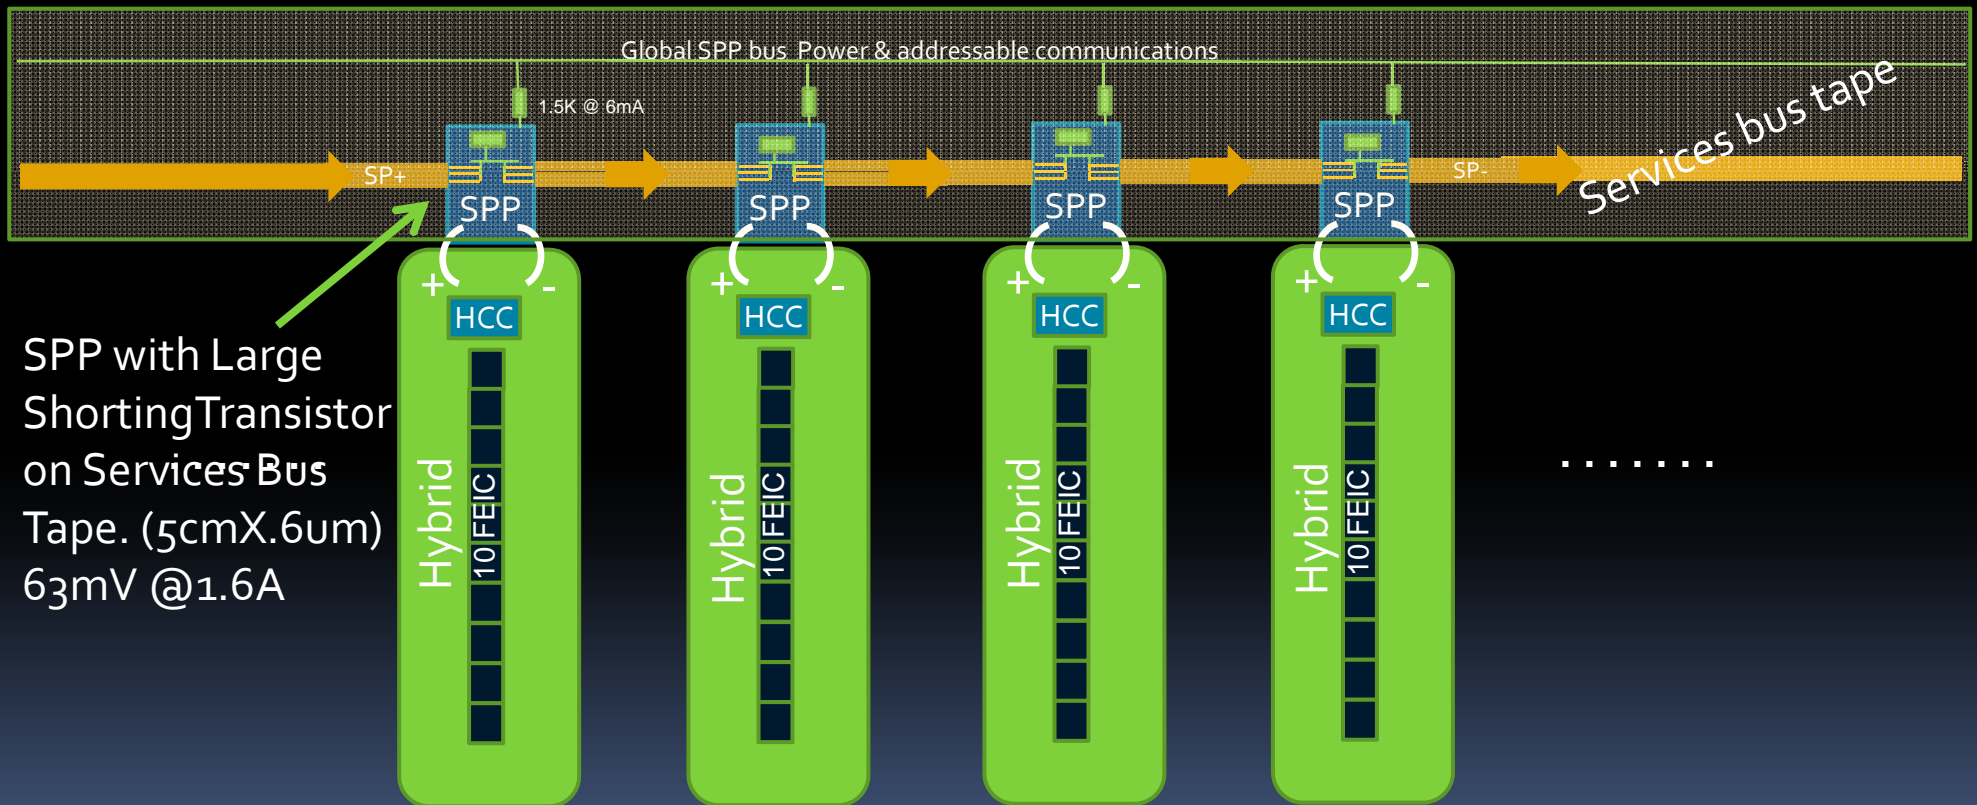 Global SPP bus  Power & addressable communications
1.5K @ 6mA
Services bus tape
SP+
SP-
SPP
SPP
SPP
SPP
+ -
+ -
+ -
+ -
HCC
HCC
HCC
HCC
SPP with Large
ShortingTransistor
on Services Bus
Tape. (5cmX.6um)
63mV @1.6A
Hybrid
10 FEIC
Hybrid
10 FEIC
Hybrid
10 FEIC
Hybrid
10 FEIC
. . . . . . .